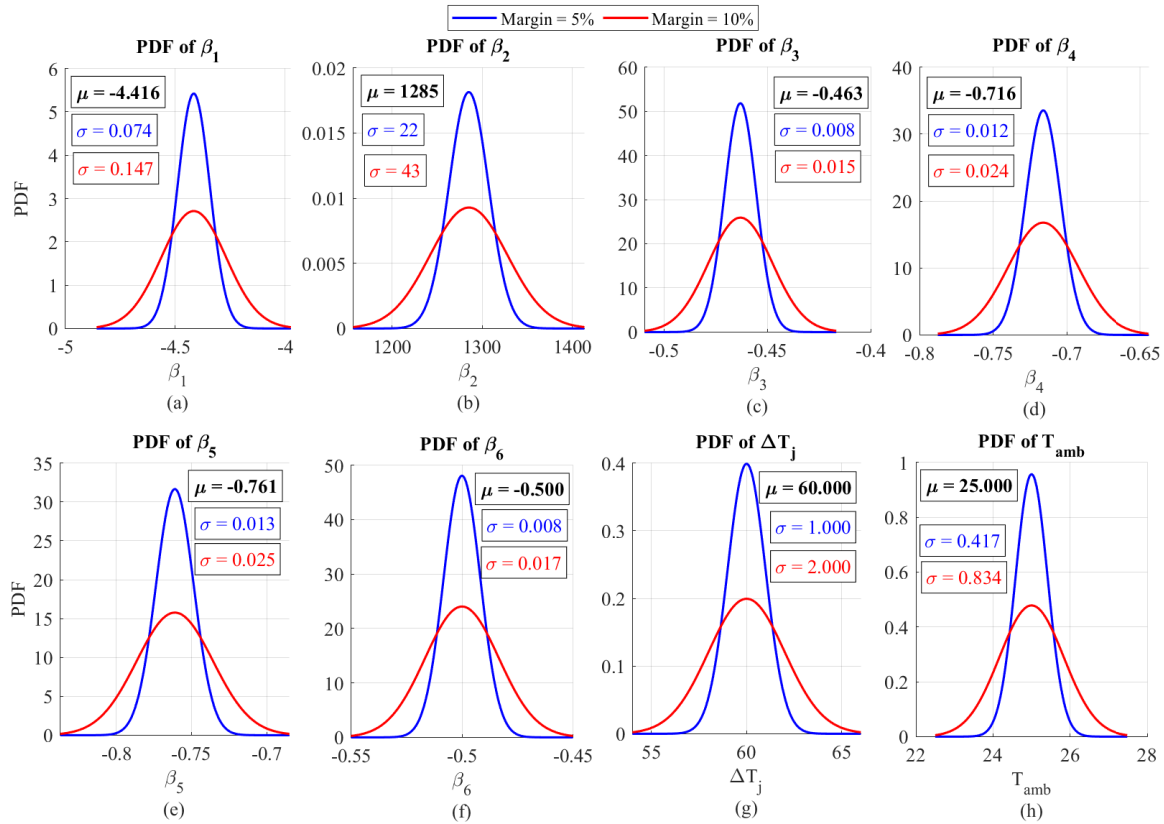 Margin = 5% Margin = 10%
PDF of β₁
6
5
4
3
2
1
0
PDF
μ = -4.416
σ = 0.074
σ = 0.147
-5 -4.5 -4
β₁
(a)
PDF of β₂
0.02
0.015
0.01
0.005
0
μ = 1285
σ = 22
σ = 43
1200 1300 1400
β₂
(b)
PDF of β₃
60
50
40
30
20
10
0
μ = -0.463
σ = 0.008
σ = 0.015
-0.5 -0.45 -0.4
β₃
(c)
PDF of β₄
40
30
20
10
0
μ = -0.716
σ = 0.012
σ = 0.024
-0.8 -0.75 -0.7 -0.65
β₄
(d)
PDF of β₅
35
30
25
20
15
10
5
0
PDF
μ = -0.761
σ = 0.013
σ = 0.025
-0.8 -0.75 -0.7
β₅
(e)
PDF of β₆
50
40
30
20
10
0
μ = -0.500
σ = 0.008
σ = 0.017
-0.55 -0.5 -0.45
β₆
(f)
PDF of ΔT_j
0.4
0.3
0.2
0.1
0
μ = 60.000
σ = 1.000
σ = 2.000
55 60 65
ΔT_j
(g)
PDF of T_amb
1
0.8
0.6
0.4
0.2
0
μ = 25.000
σ = 0.417
σ = 0.834
22 24 26 28
T_amb
(h)